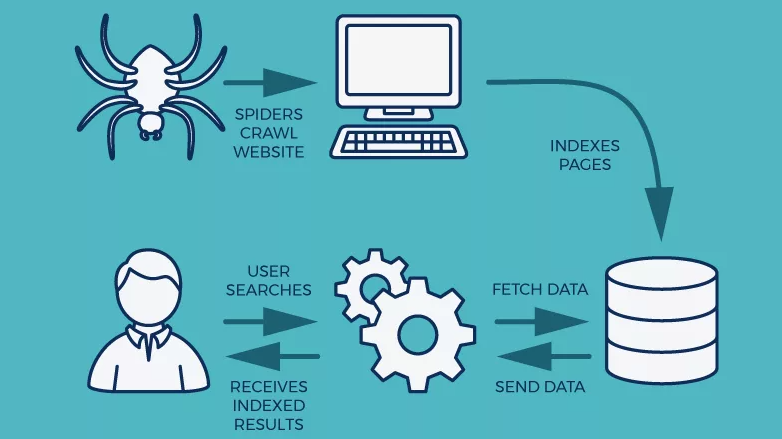 SPIDERS
CRAWL
WEBSITE
INDEXES
PAGES
USER
SEARCHES
FETCH DATA
RECEIVES
INDEXED
RESULTS
SEND DATA